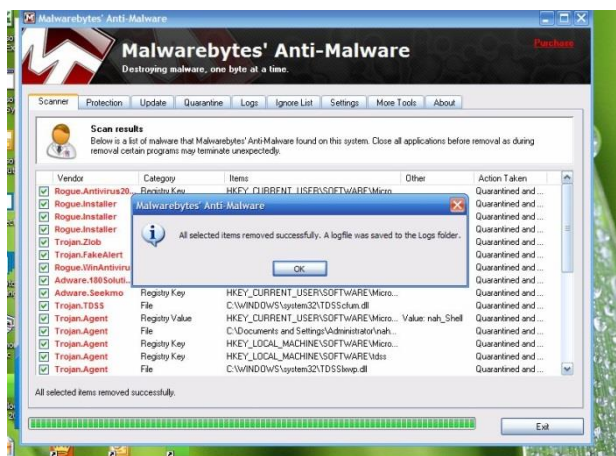 Malwarebytes' Anti-Malware
Malwarebytes' Anti-Malware
Destroying malware, one byte at a time.
Purchase
Scanner Protection Update Quarantine Logs Ignore List Settings More Tools About
Scan results
Below is a list of malware that Malwarebytes' Anti-Malware found on this system. Close all applications before removal as during
removal certain programs may terminate unexpectedly.
Vendor Category Items Other Action Taken
Rogue.Antivirus20... Registry Key HKEY_CURRENT_USER\SOFTWARE\Micro... Quarantined and ...
Rogue.Installer Quarantined and ...
Rogue.Installer Quarantined and ...
Rogue.Installer Quarantined and ...
Trojan.Zlob Quarantined and ...
Trojan.FakeAlert Quarantined and ...
Rogue.WinAntiviru Quarantined and ...
Adware.180Soluti... Quarantined and ...
Malwarebytes' Anti-Malware
All selected items removed successfully. A logfile was saved to the Logs folder.
OK
Adware.Seekmo Registry Key HKEY_CURRENT_USER\SOFTWARE\Micro... Quarantined and ...
Trojan.TDSS File C:\WINDOWS\system32\TDSScfum.dll Quarantined and ...
Trojan.Agent Registry Value HKEY_CURRENT_USER\SOFTWARE\Micro... Value: nah_Shell Quarantined and ...
Trojan.Agent File C:\Documents and Settings\Administrator\nah... Quarantined and ...
Trojan.Agent Registry Key HKEY_LOCAL_MACHINE\SOFTWARE\Micro... Quarantined and ...
Trojan.Agent Registry Key HKEY_LOCAL_MACHINE\SOFTWARE\tdss Quarantined and ...
Trojan.Agent File Quarantined and ...
All selected items removed successfully.
Exit